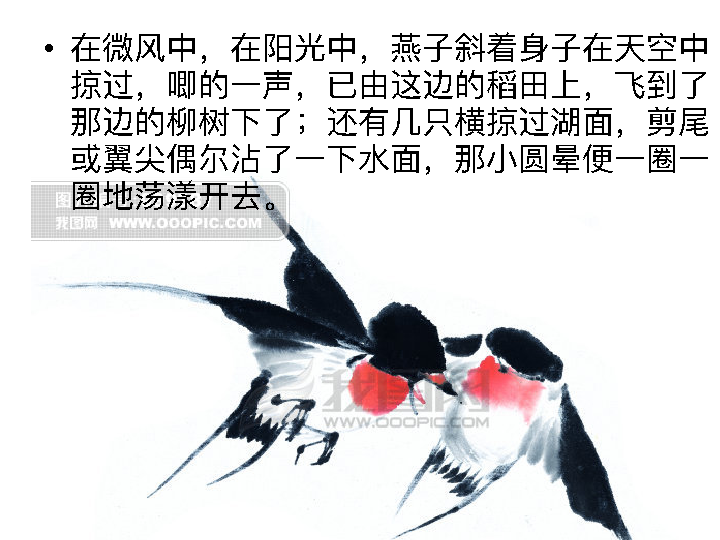 • 在微风中，在阳光中，燕子斜着身子在天空中
掠过，唧的一声，已由这边的稻田上，飞到了
那边的柳树下了；还有几只横掠过湖面，剪尾
或翼尖偶尔沾了一下水面，那小圆晕便一圈一
圈地荡漾开去。
我图网 WWW.OOOPIC.COM
我图网
WWW.OOOPIC.COM